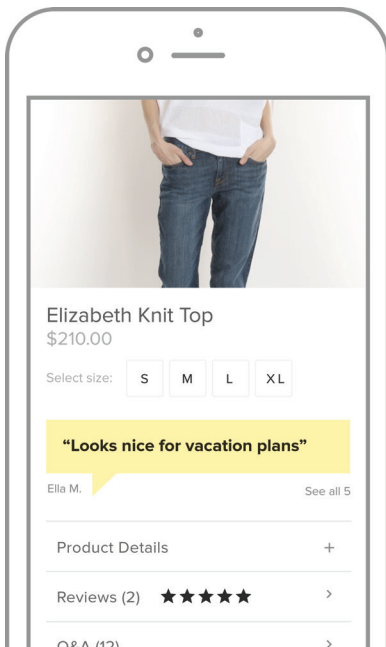 Elizabeth Knit Top
$210.00
Select size: S M L XL
“Looks nice for vacation plans”
Ella M. See all 5
Product Details +
Reviews (2) ★★★★★ >
Q&A (12) >